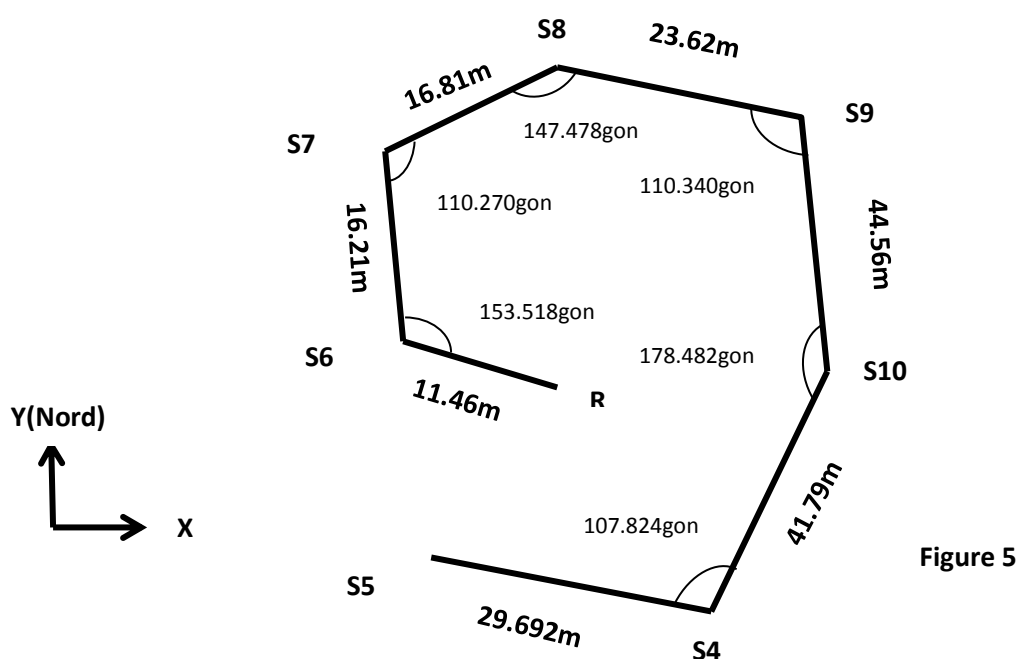 S8
23.62m
16.81m
S9
147.478gon
S7
110.340gon
110.270gon
16.21m
44.56m
153.518gon
S6
178.482gon
S10
11.46m
R
Y(Nord)
41.79m
X
107.824gon
Figure 5
S5
29.692m
S4